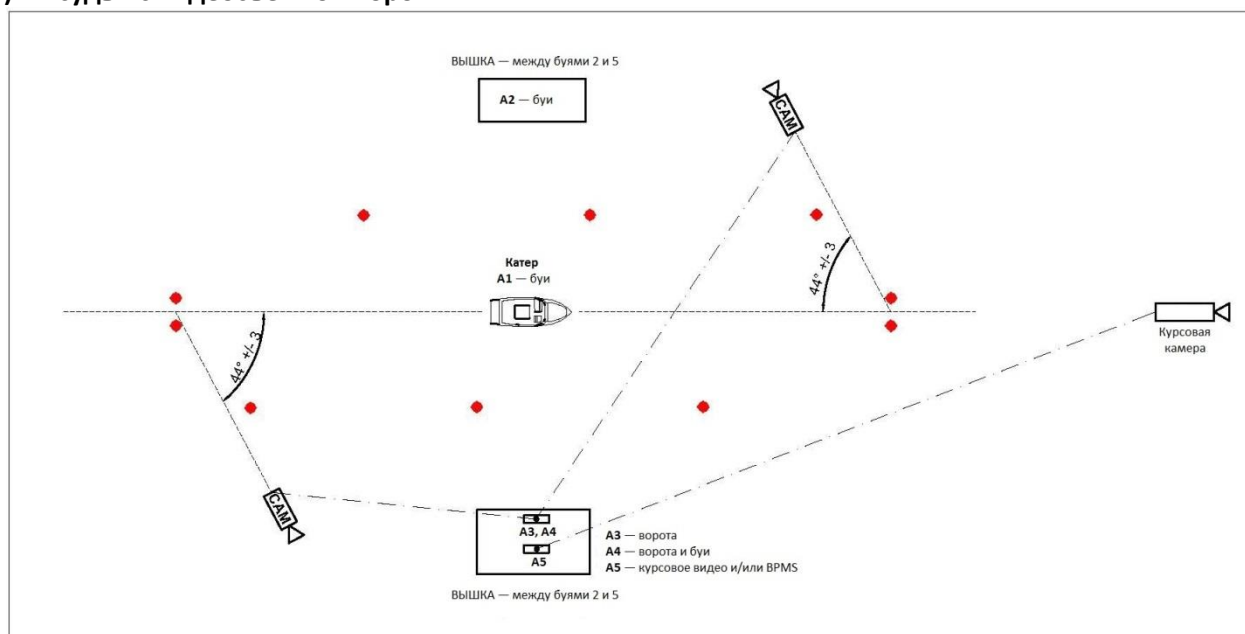 ВЫШКА — между буями 2 и 5
А2 — буи
CAM
44° +/- 3
Катер
А1 — буи
44° +/- 3
Курсовая
камера
CAM
А3, А4
А5
А3 — ворота
А4 — ворота и буи
А5 — курсовое видео и/или BPMS
ВЫШКА — между буями 2 и 5